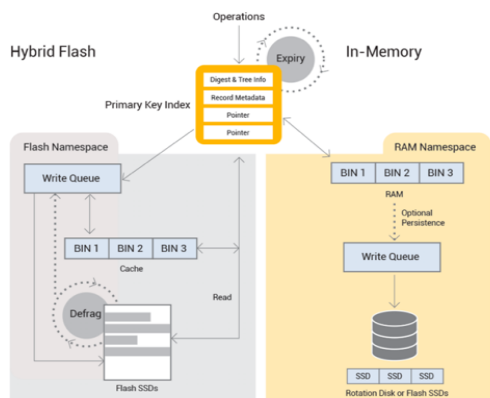 Operations
Hybrid Flash
In-Memory
Expiry
Digest & Tree Info
Record Metadata
Pointer
Pointer
Primary Key Index
Flash Namespace
RAM Namespace
Write Queue
BIN 1 BIN 2 BIN 3
RAM
Optional
Persistence
BIN 1 BIN 2 BIN 3
Cache
Write Queue
Read
Defrag
Flash SSDs
SSD SSD SSD
Rotation Disk or Flash SSDs